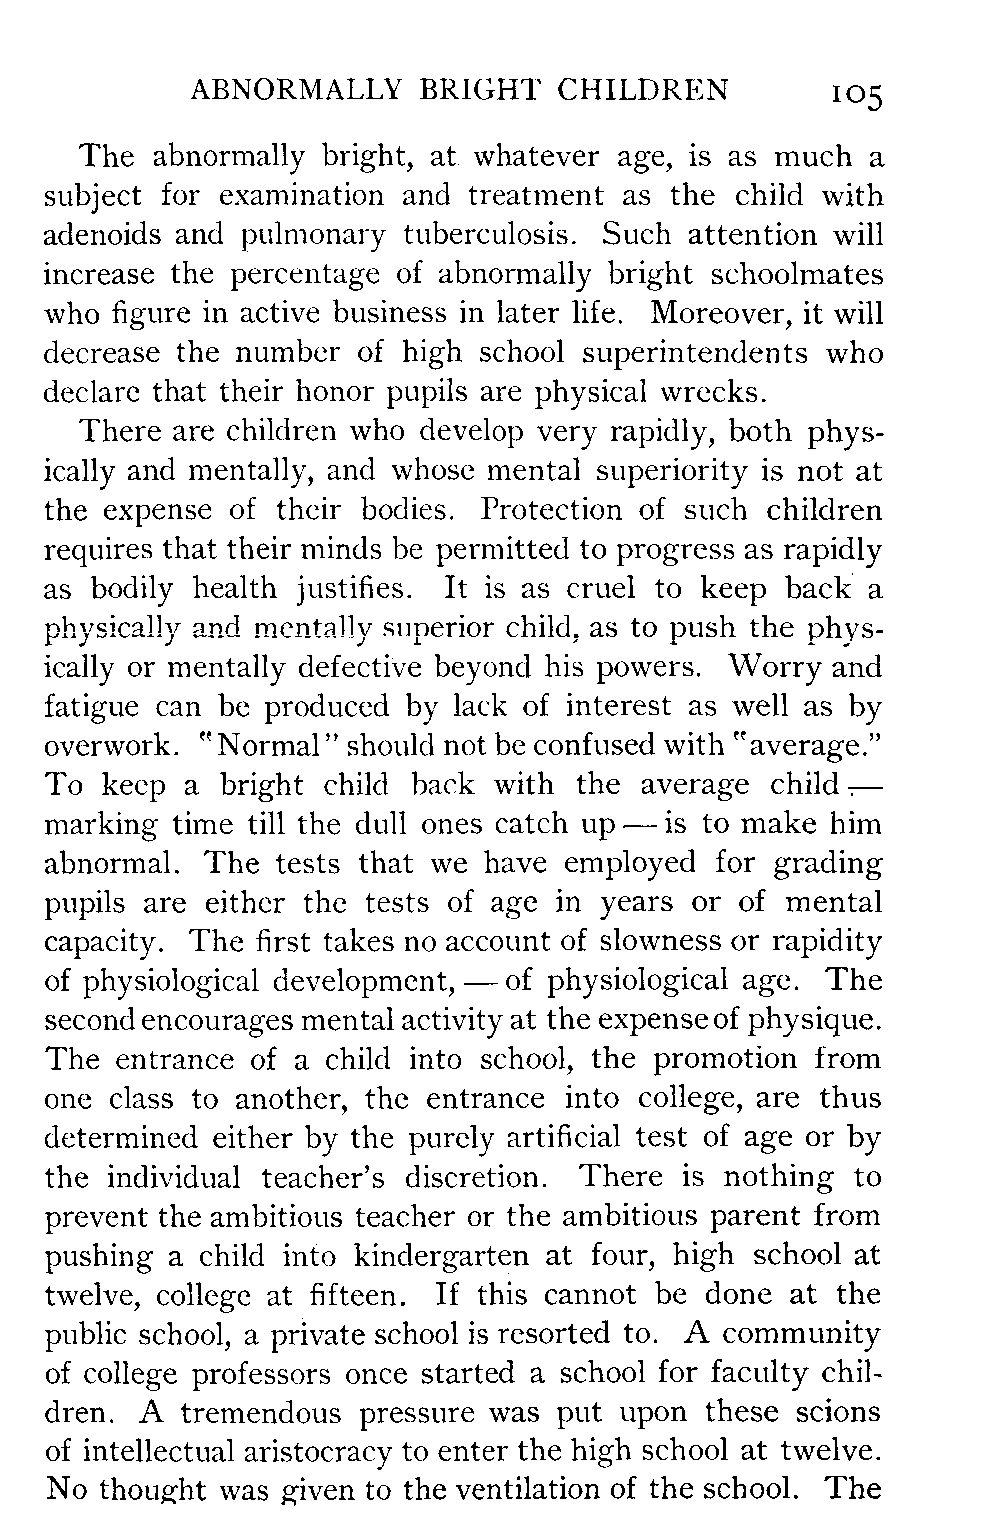 ABNORMALLY BRIGHT CHILDREN 105
The abnormally bright, at whatever age, is as much a
subject for examination and treatment as the child with
adenoids and pulmonary tuberculosis. Such attention will
increase the percentage of abnormally bright schoolmates
who figure in active business in later life. Moreover, it will
decrease the number of high school superintendents who
declare that their honor pupils are physical wrecks.
There are children who develop very rapidly, both phys-
ically and mentally, and whose mental superiority is not at
the expense of their bodies. Protection of such children
requires that their minds be permitted to progress as rapidly
as bodily health justifies. It is as cruel to keep back a
physically and mentally superior child, as to push the phys-
ically or mentally defective beyond his powers. Worry and
fatigue can be produced by lack of interest as well as by
overwork. "Normal" should not be confused with "average."
To keep a bright child back with the average child —
marking time till the dull ones catch up — is to make him
abnormal. The tests that we have employed for grading
pupils are either the tests of age in years or of mental
capacity. The first takes no account of slowness or rapidity
of physiological development, — of physiological age. The
second encourages mental activity at the expense of physique.
The entrance of a child into school, the promotion from
one class to another, the entrance into college, are thus
determined either by the purely artificial test of age or by
the individual teacher's discretion. There is nothing to
prevent the ambitious teacher or the ambitious parent from
pushing a child into kindergarten at four, high school at
twelve, college at fifteen. If this cannot be done at the
public school, a private school is resorted to. A community
of college professors once started a school for faculty chil-
dren. A tremendous pressure was put upon these scions
of intellectual aristocracy to enter the high school at twelve.
No thought was given to the ventilation of the school. The